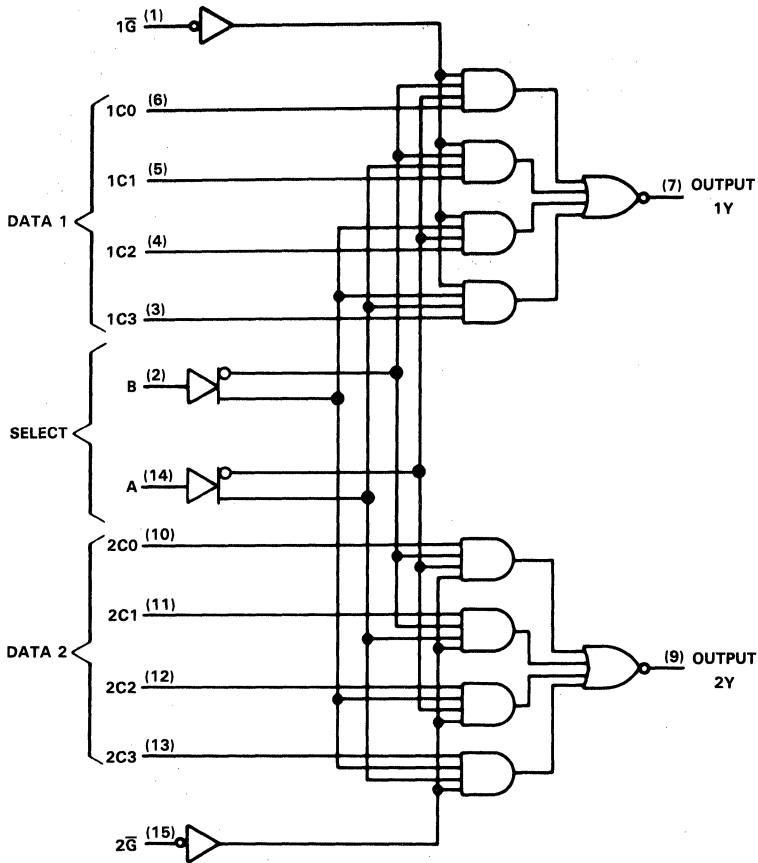 1G̅ (1)
1C0 (6)
1C1 (5)
DATA 1
1C2 (4)
1C3 (3)
(7) OUTPUT
1Y
B (2)
SELECT
A (14)
2C0 (10)
2C1 (11)
DATA 2
2C2 (12)
2C3 (13)
(9) OUTPUT
2Y
2G̅ (15)